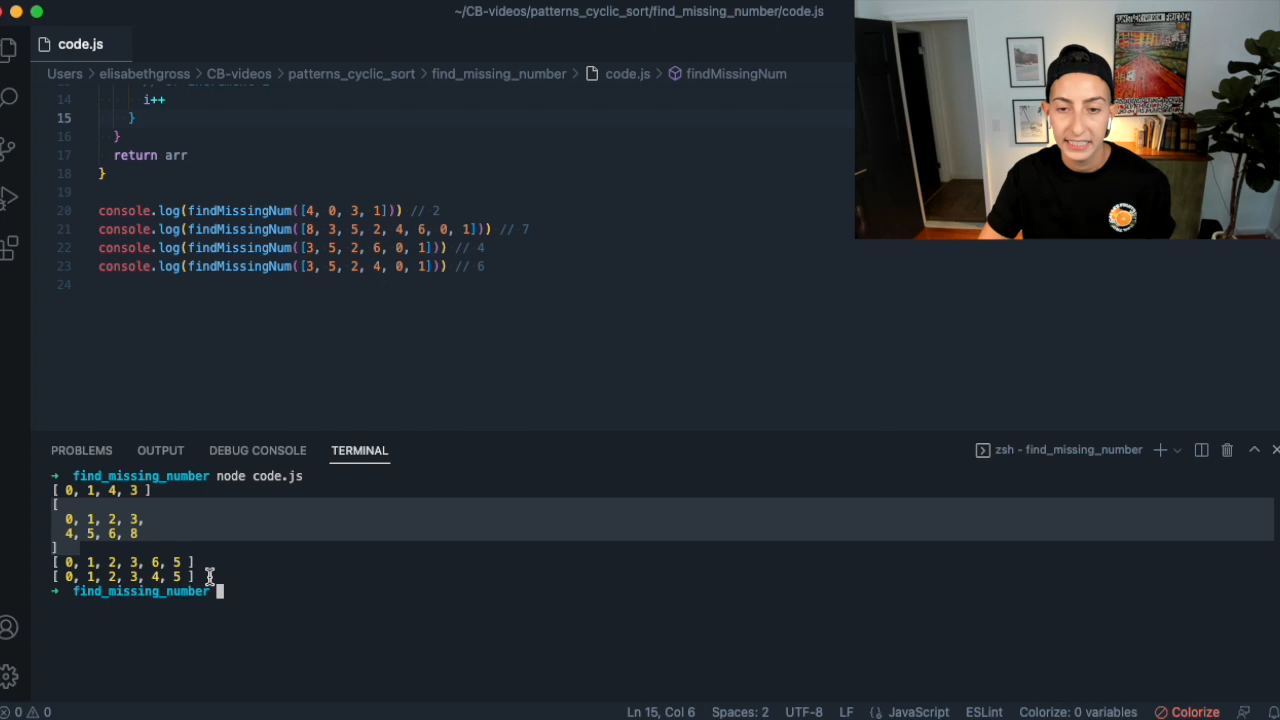 ~/CB-videos/patterns_cyclic_sort/find_missing_number/code.js
code.js
Users > elisabethgross > CB-videos > patterns_cyclic_sort > find_missing_number > code.js > findMissingNum
14 i++
15 }
16 }
17 return arr
18 }
19
20 console.log(findMissingNum([4, 0, 3, 1])) // 2
21 console.log(findMissingNum([8, 3, 5, 2, 4, 6, 0, 1])) // 7
22 console.log(findMissingNum([3, 5, 2, 6, 0, 1])) // 4
23 console.log(findMissingNum([3, 5, 2, 4, 0, 1])) // 6
24
PROBLEMS OUTPUT DEBUG CONSOLE TERMINAL zsh - find_missing_number
→ find_missing_number node code.js
[ 0, 1, 4, 3 ]
[
0, 1, 2, 3,
4, 5, 6, 8
]
[ 0, 1, 2, 3, 6, 5 ]
[ 0, 1, 2, 3, 4, 5 ]
→ find_missing_number
0 0 Ln 15, Col 6 Spaces: 2 UTF-8 LF JavaScript ESLint Colorize: 0 variables Colorize